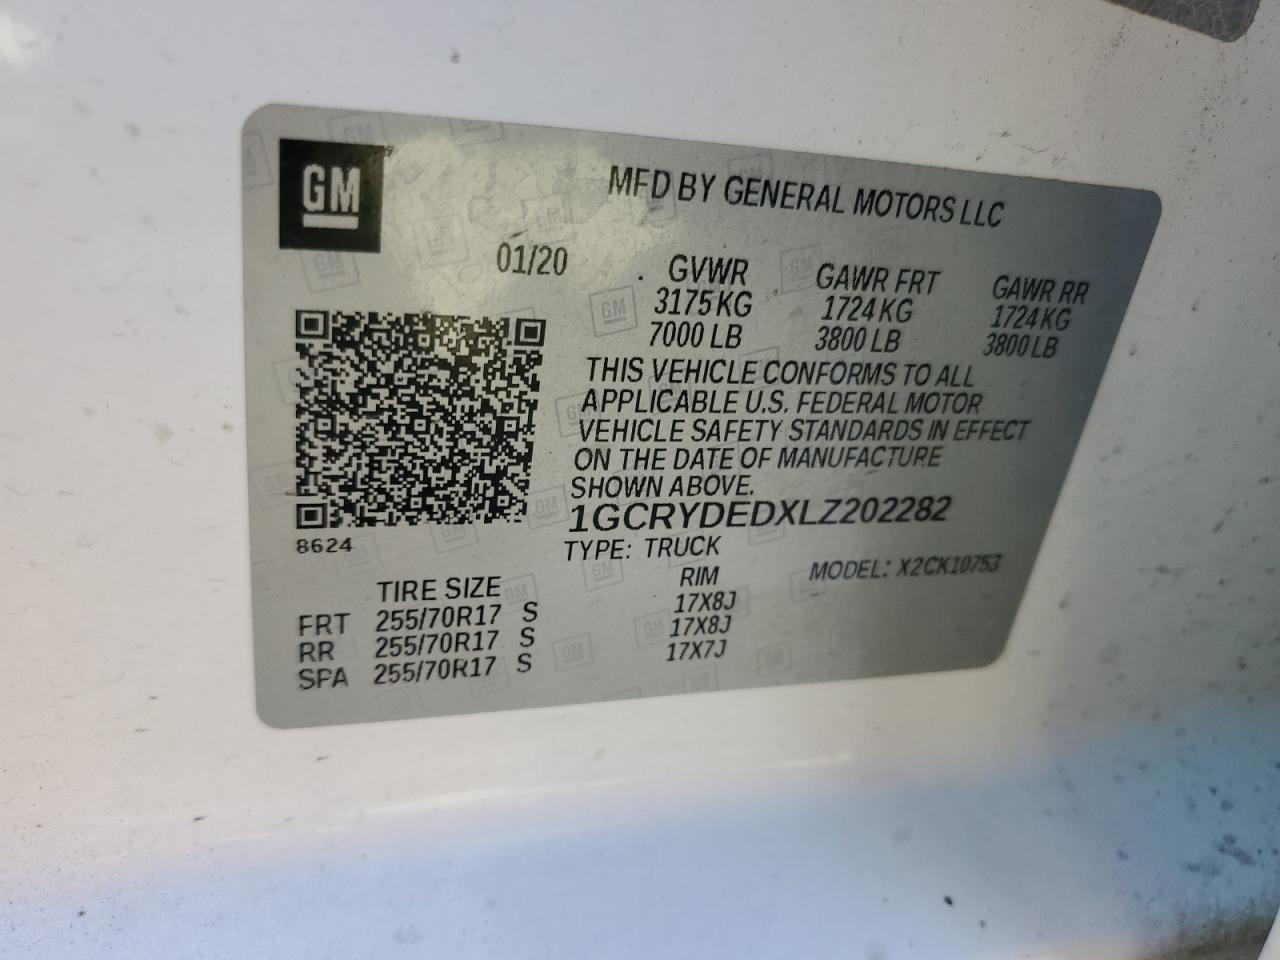 GM
MFD BY GENERAL MOTORS LLC
01/20
GVWR GAWR FRT GAWR RR
3175KG 1724KG 1724KG
7000 LB 3800 LB 3800 LB
THIS VEHICLE CONFORMS TO ALL
APPLICABLE U.S. FEDERAL MOTOR
VEHICLE SAFETY STANDARDS IN EFFECT
ON THE DATE OF MANUFACTURE
SHOWN ABOVE.
1GCRYDEDXLZ202282
8624
TYPE: TRUCK MODEL: X2CK10753
TIRE SIZE RIM
FRT 255/70R17 S 17X8J
RR 255/70R17 S 17X8J
SPA 255/70R17 S 17X7J